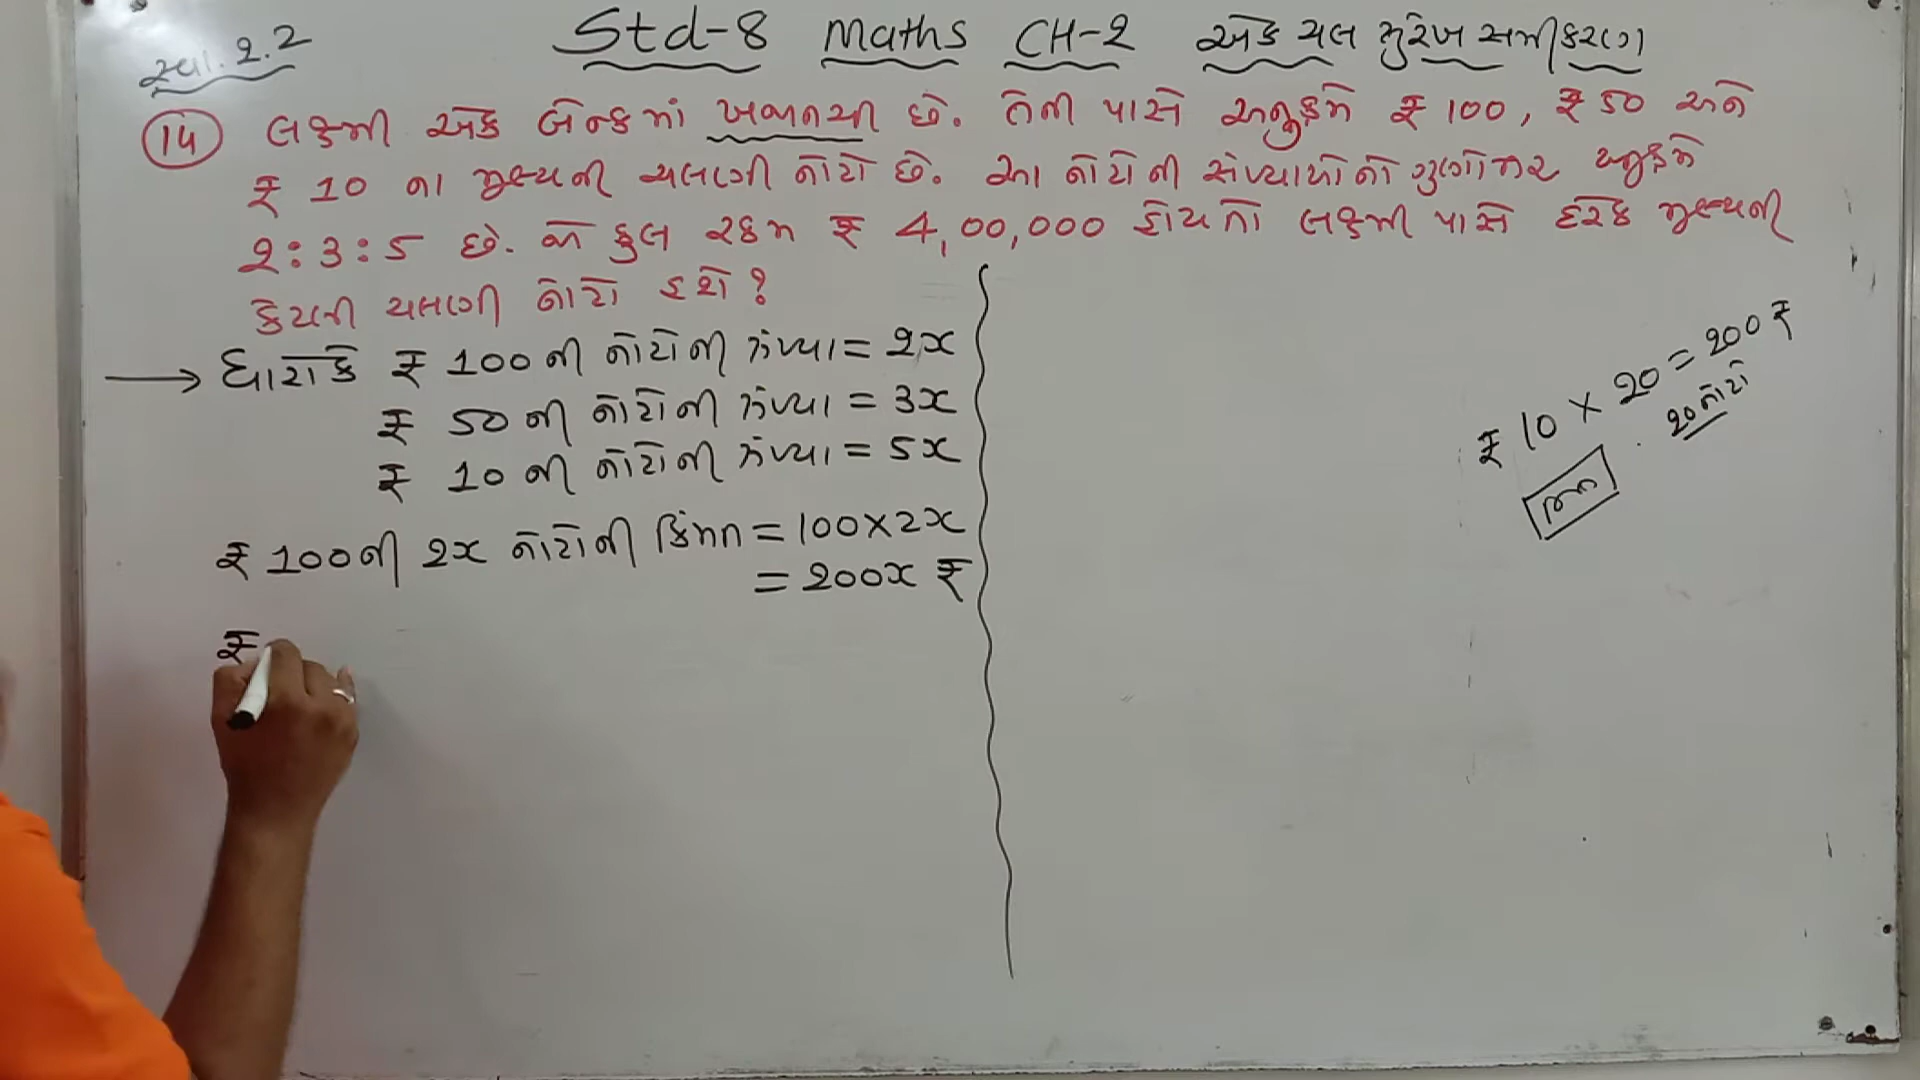 સ્વા. 2.2
Std-8 Maths CH-2 એક ચલ સુરેખ સમીકરણ
14 લક્ષ્મી એક બેન્કમાં ખજાનચી છે. તેની પાસે અનુક્રમે ₹ 100, ₹ 50 અને
₹ 10 ના મૂલ્યની ચલણી નોટો છે. આ નોટોની સંખ્યાઓનો ગુણોત્તર અનુક્રમે
2:3:5 છે. જો કુલ રકમ ₹ 4,00,000 હોય તો લક્ષ્મી પાસે દરેક મૂલ્યની
કેટલી ચલણી નોટો હશે?
→ ધારોકે ₹ 100 ની નોટોની સંખ્યા = 2x
₹ 50 ની નોટોની સંખ્યા = 3x
₹ 10 ની નોટોની સંખ્યા = 5x
₹ 100 ની 2x નોટોની કિંમત = 100×2x
= 200x ₹
₹
₹ 10 × 20 = 200 ₹
20 નોટો